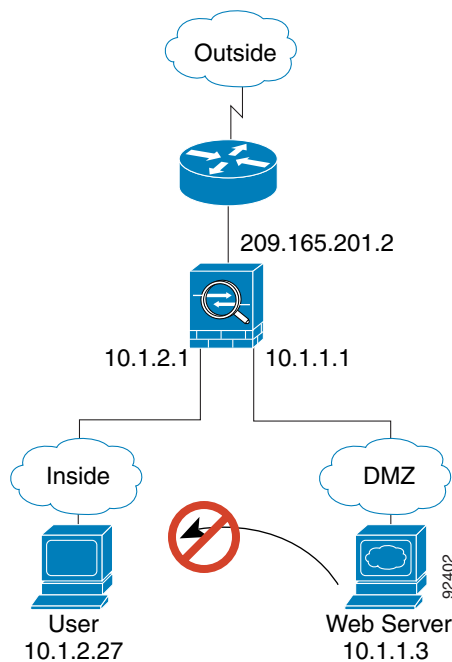 Outside
209.165.201.2
10.1.2.1
10.1.1.1
Inside
DMZ
User
10.1.2.27
Web Server
10.1.1.3
92402